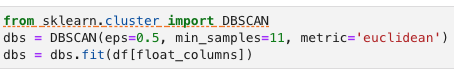 from sklearn.cluster import DBSCAN
dbs = DBSCAN(eps=0.5, min_samples=11, metric='euclidean')
dbs = dbs.fit(df[float_columns])